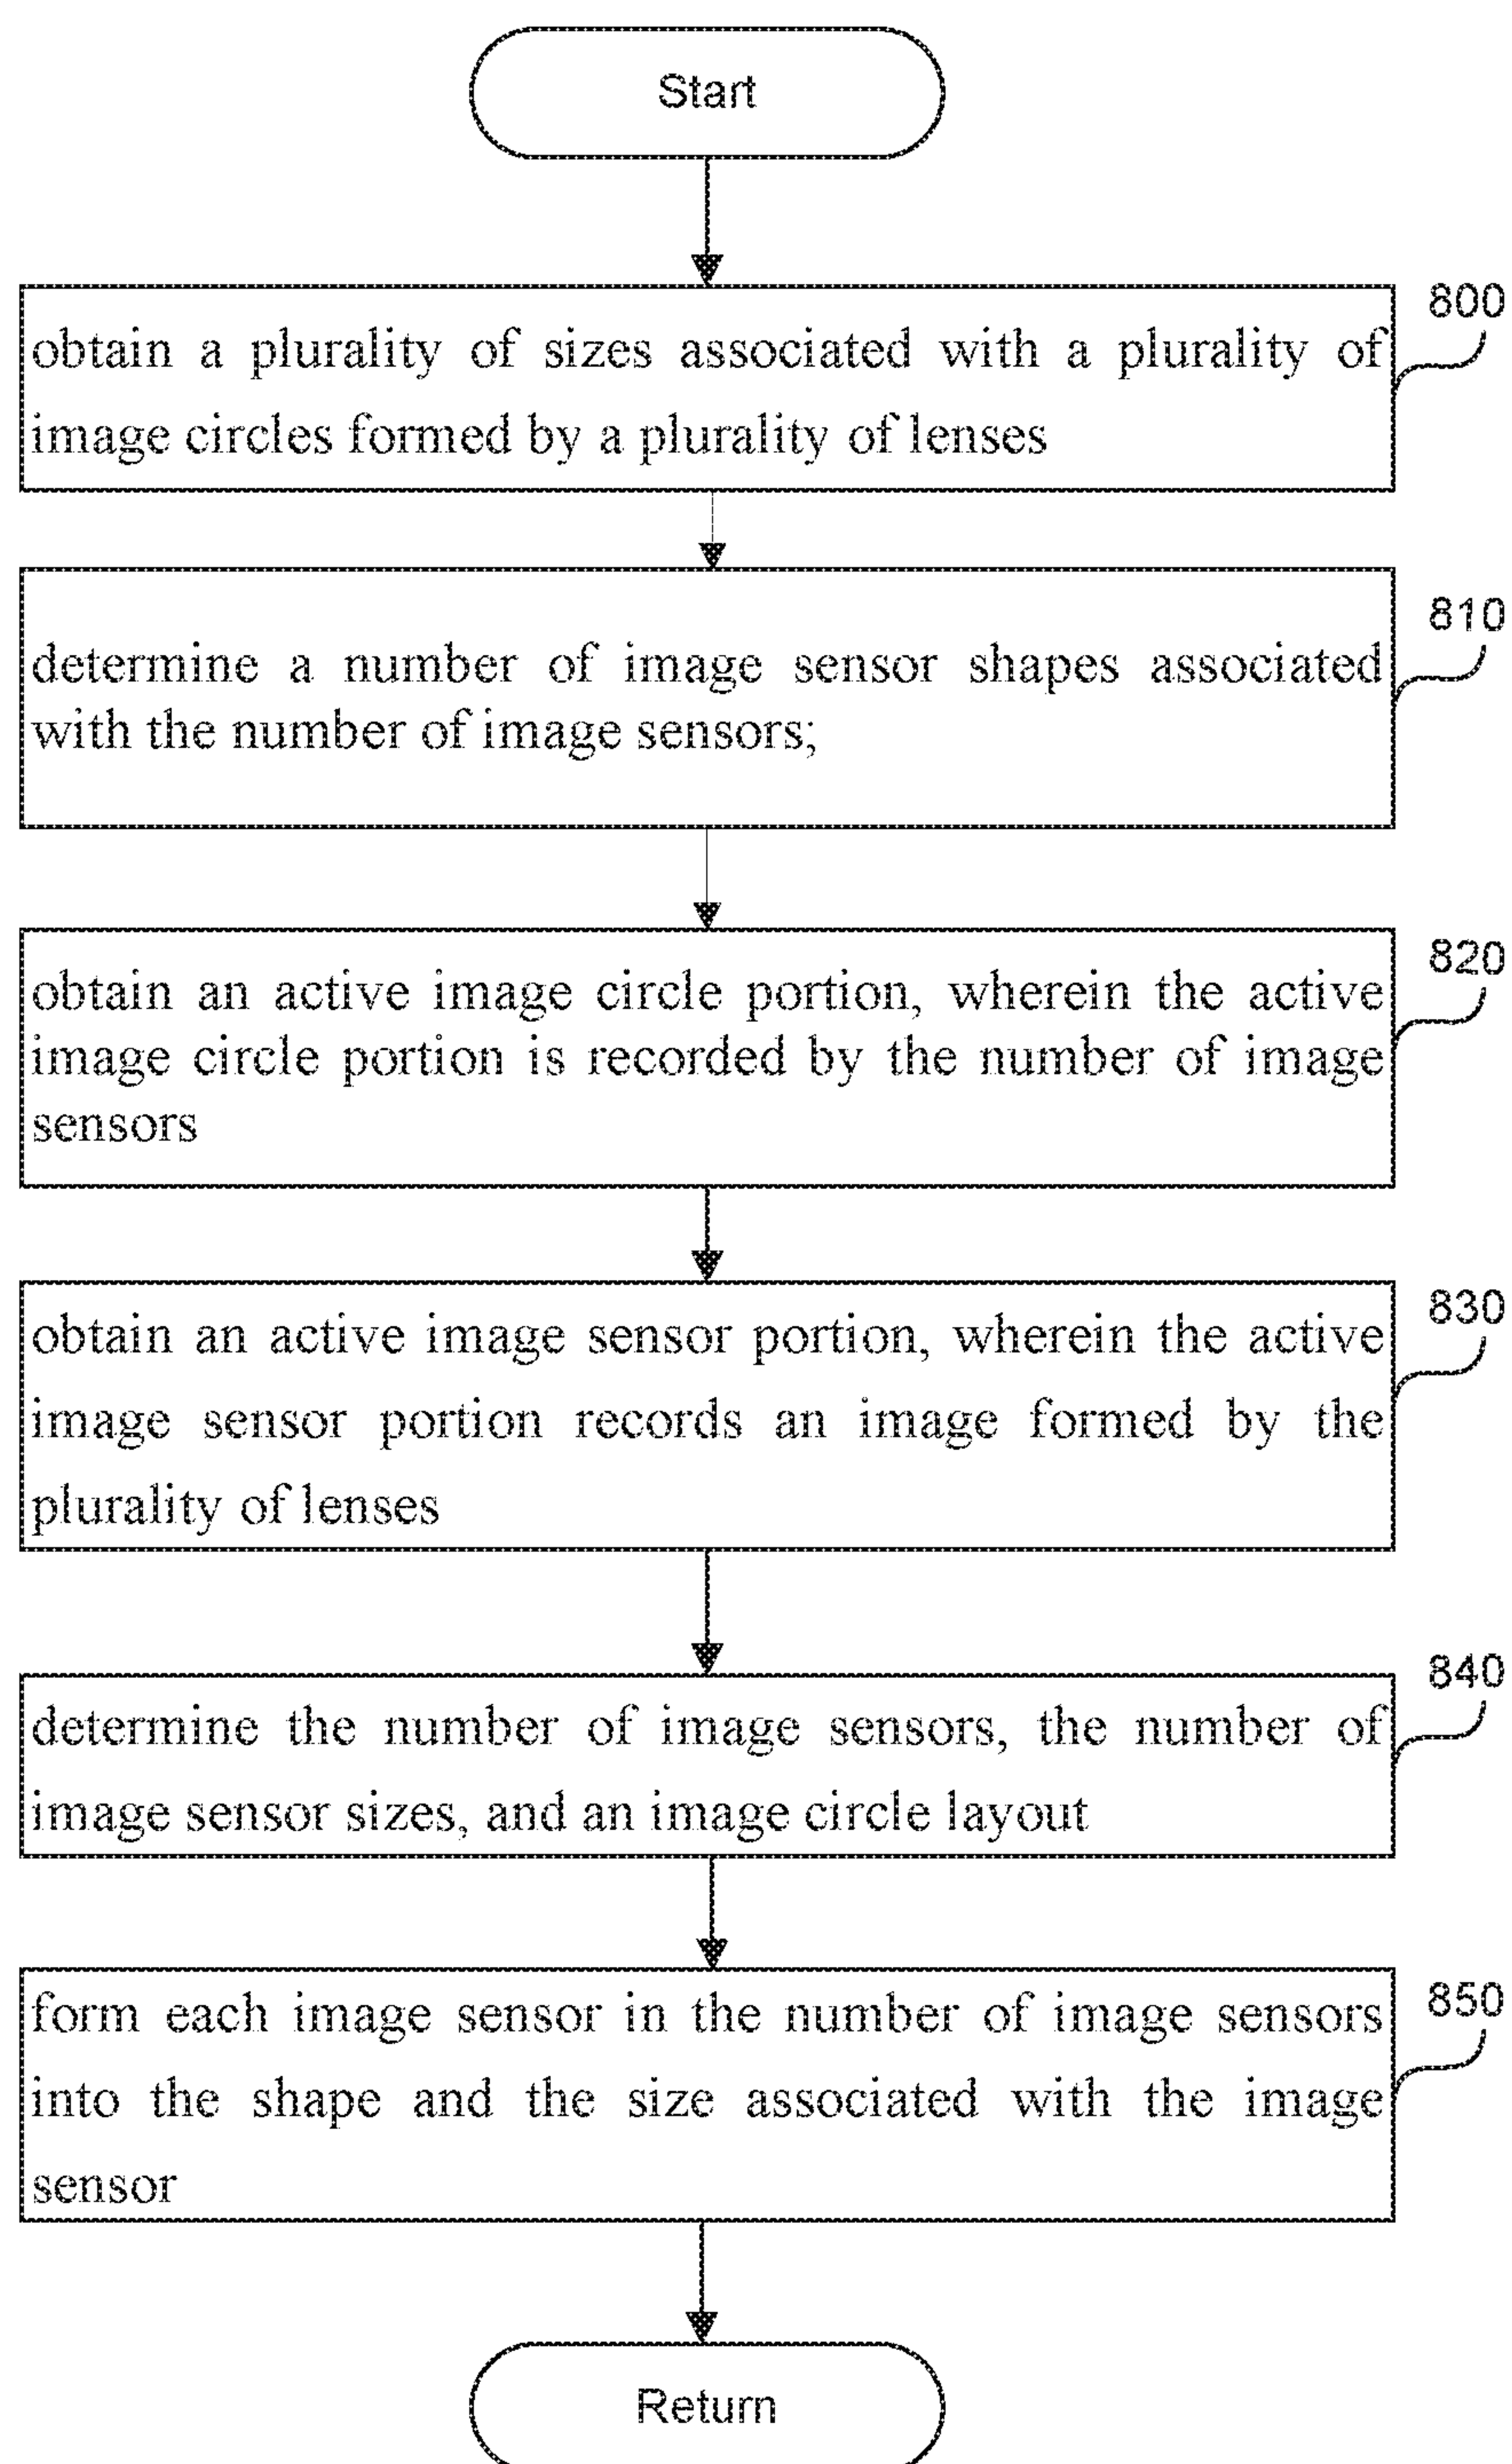 Start
800
obtain a plurality of sizes associated with a plurality of
image circles formed by a plurality of lenses
810
determine a number of image sensor shapes associated
with the number of image sensors;
820
obtain an active image circle portion, wherein the active
image circle portion is recorded by the number of image
sensors
830
obtain an active image sensor portion, wherein the active
image sensor portion records an image formed by the
plurality of lenses
840
determine the number of image sensors, the number of
image sensor sizes, and an image circle layout
850
form each image sensor in the number of image sensors
into the shape and the size associated with the image
sensor
Return